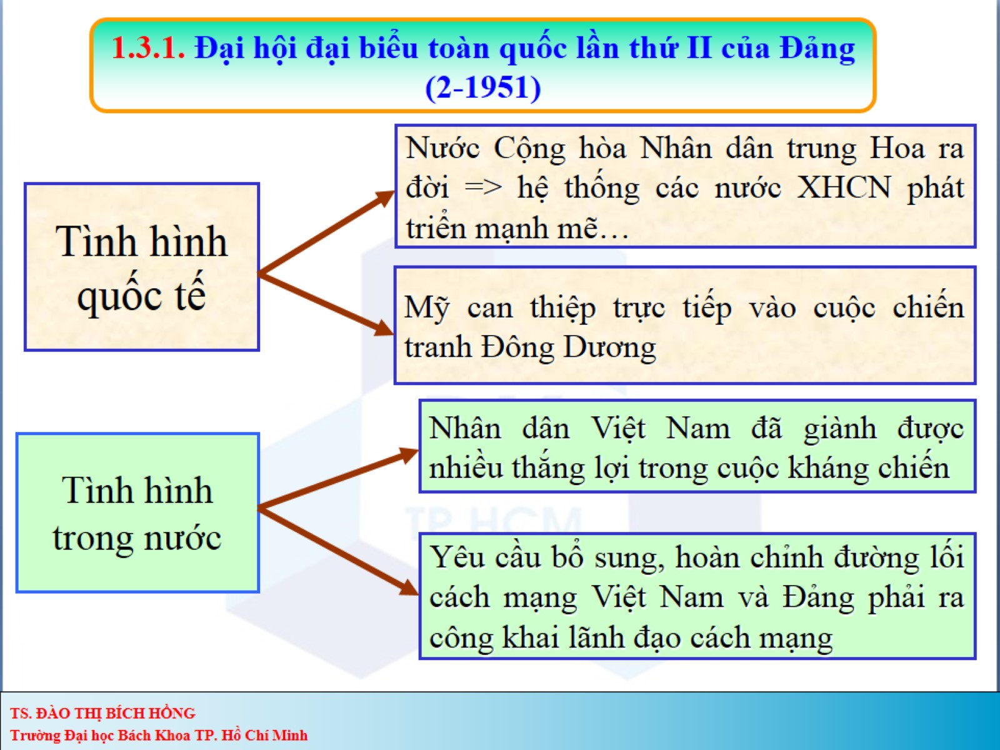 1.3.1. Đại hội đại biểu toàn quốc lần thứ II của Đảng
(2-1951)
Tình hình
quốc tế
Nước Cộng hòa Nhân dân trung Hoa ra
đời => hệ thống các nước XHCN phát
triển mạnh mẽ…
Mỹ can thiệp trực tiếp vào cuộc chiến
tranh Đông Dương
Tình hình
trong nước
Nhân dân Việt Nam đã giành được
nhiều thắng lợi trong cuộc kháng chiến
TP.HCM
Yêu cầu bổ sung, hoàn chỉnh đường lối
cách mạng Việt Nam và Đảng phải ra
công khai lãnh đạo cách mạng
TS. ĐÀO THỊ BÍCH HỒNG
Trường Đại học Bách Khoa TP. Hồ Chí Minh